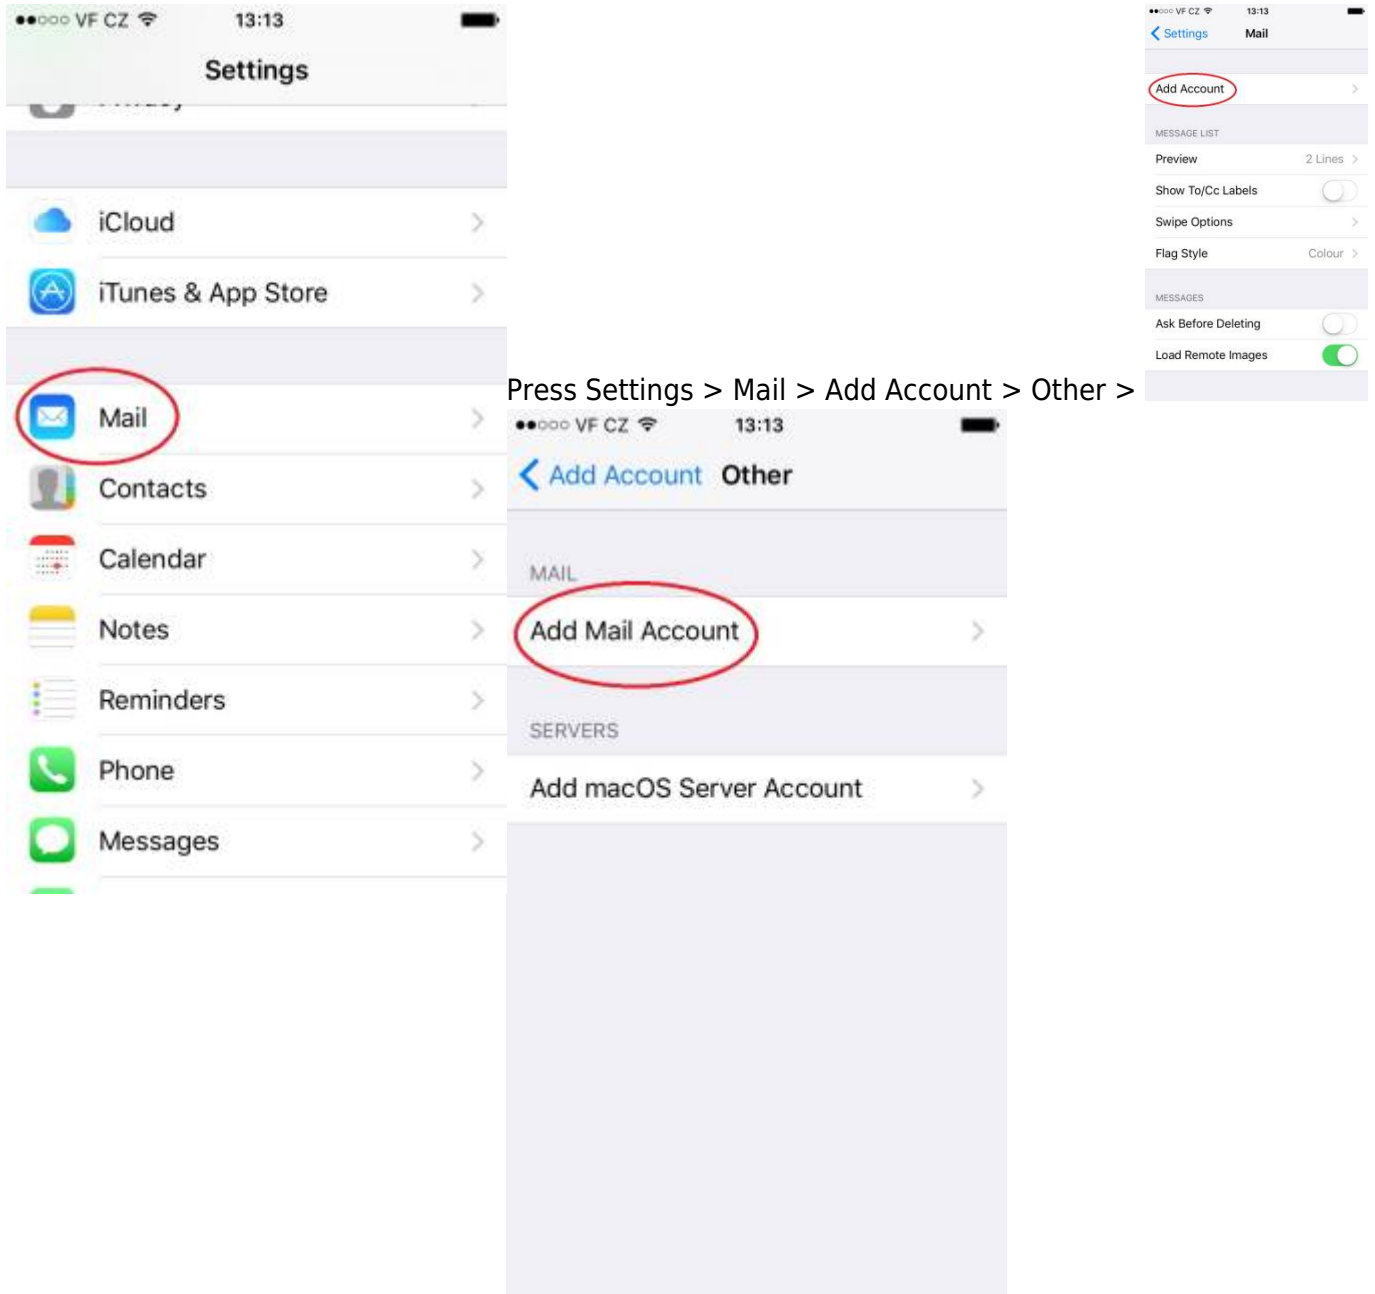 VF CZ 13:13
Settings
iCloud
iTunes & App Store
Mail
Contacts
Calendar
Notes
Reminders
Phone
Messages
Press Settings > Mail > Add Account > Other >
VF CZ 13:13
Settings Mail
Add Account
MESSAGE LIST
Preview 2 Lines
Show To/Cc Labels
Swipe Options
Flag Style Colour
MESSAGES
Ask Before Deleting
Load Remote Images
VF CZ 13:13
Add Account Other
MAIL
Add Mail Account
SERVERS
Add macOS Server Account